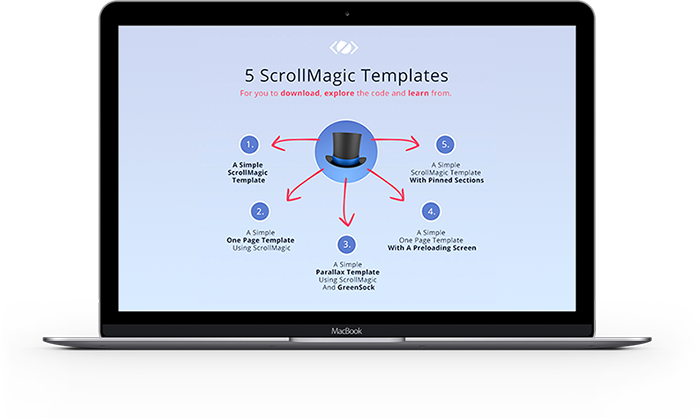 5 ScrollMagic Templates
For you to download, explore the code and learn from.
1.
A Simple
ScrollMagic
Template
2.
A Simple
One Page Template
Using ScrollMagic
3.
A Simple
Parallax Template
Using ScrollMagic
And GreenSock
4.
A Simple
One Page Template
With A Preloading Screen
5.
A Simple
ScrollMagic Template
With Pinned Sections
MacBook